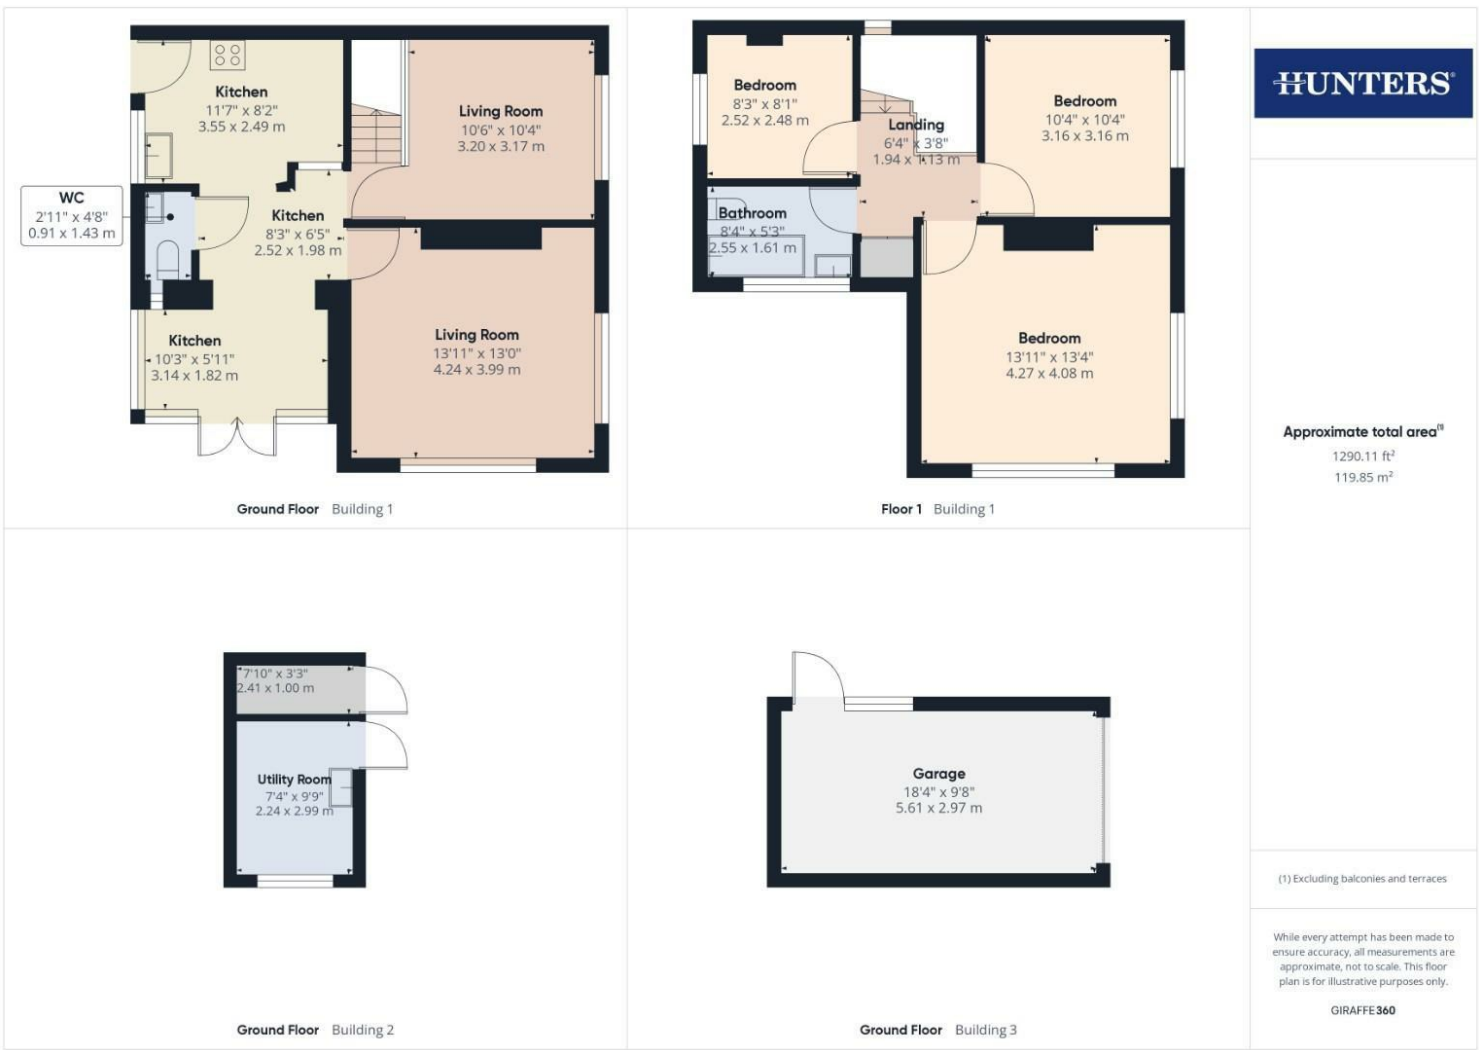 Kitchen
11'7" x 8'2"
3.55 x 2.49 m
Living Room
10'6" x 10'4"
3.20 x 3.17 m
WC
2'11" x 4'8"
0.91 x 1.43 m
Kitchen
8'3" x 6'5"
2.52 x 1.98 m
Kitchen
10'3" x 5'11"
3.14 x 1.82 m
Living Room
13'11" x 13'0"
4.24 x 3.99 m
Ground Floor Building 1
Bedroom
8'3" x 8'1"
2.52 x 2.48 m
Landing
6'4" x 3'8"
1.94 x 1.13 m
Bedroom
10'4" x 10'4"
3.16 x 3.16 m
Bathroom
8'4" x 5'3"
2.55 x 1.61 m
Bedroom
13'11" x 13'4"
4.27 x 4.08 m
Floor 1 Building 1
7'10" x 3'3"
2.41 x 1.00 m
Utility Room
7'4" x 9'9"
2.24 x 2.99 m
Ground Floor Building 2
Garage
18'4" x 9'8"
5.61 x 2.97 m
Ground Floor Building 3
HUNTERS®
Approximate total area(1)
1290.11 ft²
119.85 m²
(1) Excluding balconies and terraces
While every attempt has been made to
ensure accuracy, all measurements are
approximate, not to scale. This floor
plan is for illustrative purposes only.
GIRAFFE360